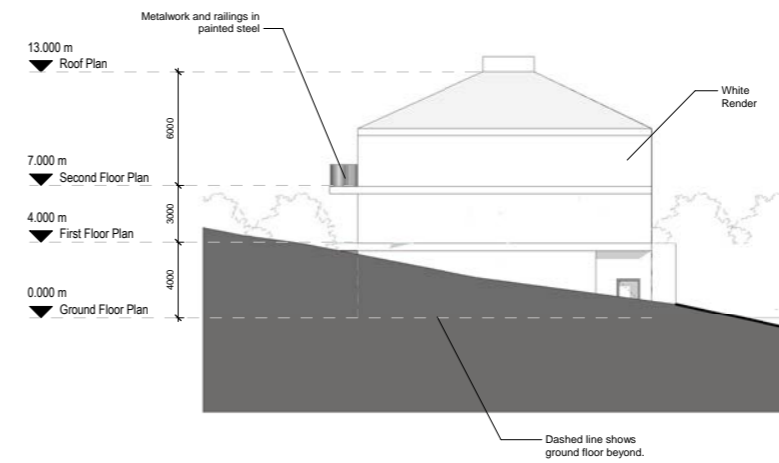 Metalwork and railings in
painted steel
13.000 m
Roof Plan
White
Render
6000
7.000 m
Second Floor Plan
3000
4.000 m
First Floor Plan
4000
0.000 m
Ground Floor Plan
Dashed line shows
ground floor beyond.